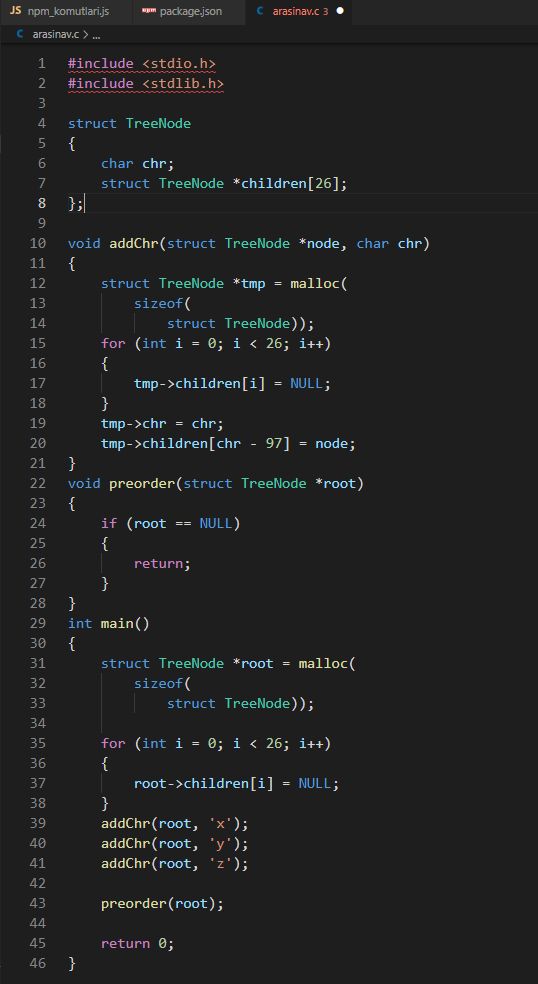 JS npm_komutlari.js npm package.json C arasinav.c 3 ●
C arasinav.c > ...
1 #include <stdio.h>
2 #include <stdlib.h>
3
4 struct TreeNode
5 {
6     char chr;
7     struct TreeNode *children[26];
8 };
9
10 void addChr(struct TreeNode *node, char chr)
11 {
12     struct TreeNode *tmp = malloc(
13         sizeof(
14             struct TreeNode));
15     for (int i = 0; i < 26; i++)
16     {
17         tmp->children[i] = NULL;
18     }
19     tmp->chr = chr;
20     tmp->children[chr - 97] = node;
21 }
22 void preorder(struct TreeNode *root)
23 {
24     if (root == NULL)
25     {
26         return;
27     }
28 }
29 int main()
30 {
31     struct TreeNode *root = malloc(
32         sizeof(
33             struct TreeNode));
34
35     for (int i = 0; i < 26; i++)
36     {
37         root->children[i] = NULL;
38     }
39     addChr(root, 'x');
40     addChr(root, 'y');
41     addChr(root, 'z');
42
43     preorder(root);
44
45     return 0;
46 }